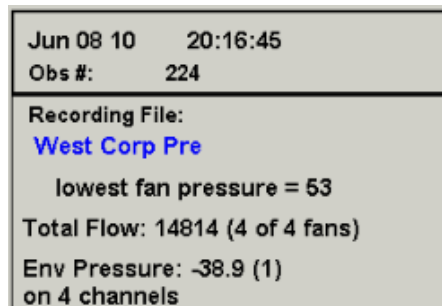 Jun 08 10 20:16:45
Obs #: 224
Recording File:
West Corp Pre
lowest fan pressure = 53
Total Flow: 14814 (4 of 4 fans)
Env Pressure: -38.9 (1)
on 4 channels